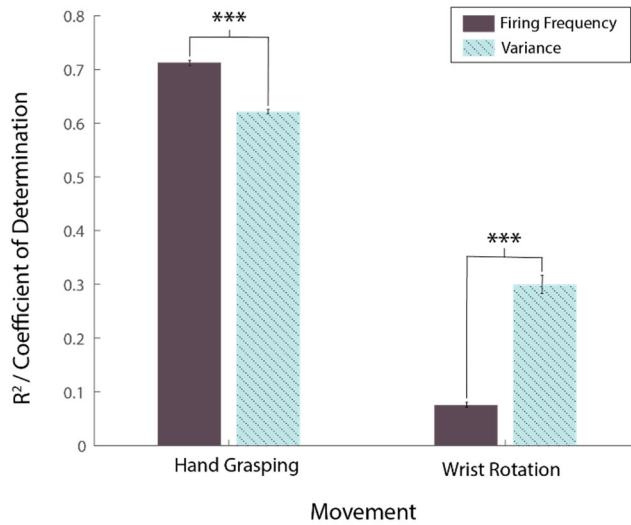 0.8
***
Firing Frequency
Variance
0.7
0.6
0.5
0.4
***
0.3
0.2
0.1
0
R² / Coefficient of Determination
Hand Grasping
Wrist Rotation
Movement